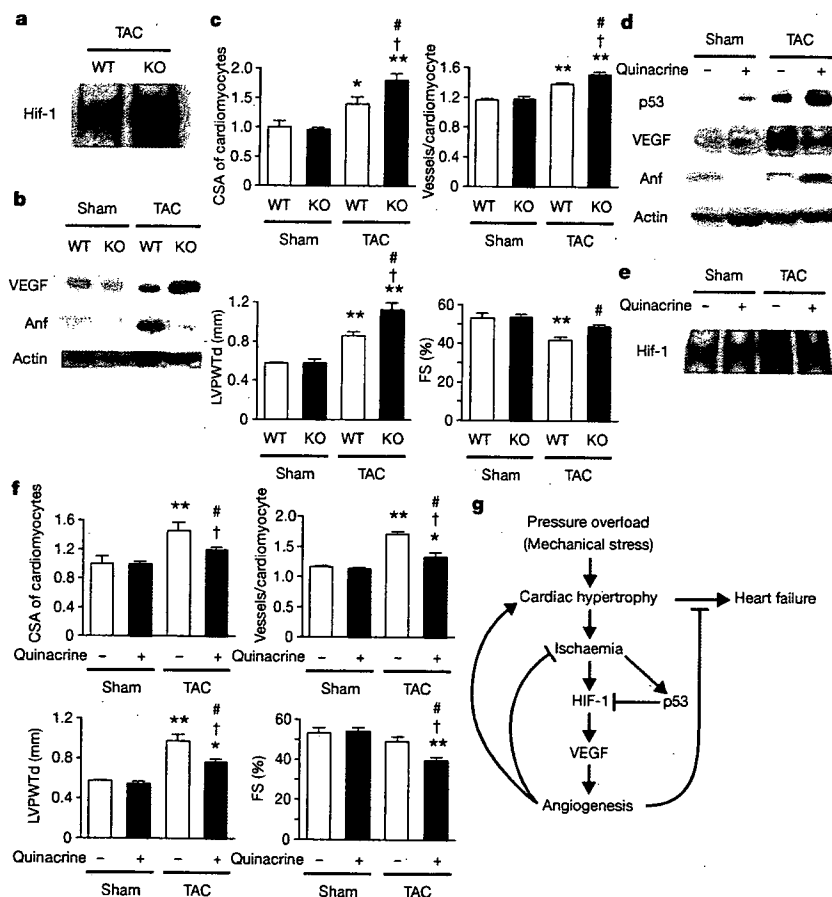 a
TAC
WT KO
Hif-1
b
Sham TAC
WT KO WT KO
VEGF
Anf
Actin
c
CSA of cardiomyocytes
2.0
1.5
1.0
0.5
0
* # † **
WT KO WT KO
Sham TAC
Vessels/cardiomyocyte
1.6
1.2
0.8
0.4
0
** # † **
WT KO WT KO
Sham TAC
LVPWTd (mm)
1.2
0.8
0.4
0
** # † **
WT KO WT KO
Sham TAC
FS (%)
60
40
20
0
** #
WT KO WT KO
Sham TAC
d
Sham TAC
Quinacrine – + – +
p53
VEGF
Anf
Actin
e
Sham TAC
Quinacrine – + – +
Hif-1
f
CSA of cardiomyocytes
1.6
1.2
0.8
0.4
0
** # †
Quinacrine – + – +
Sham TAC
Vessels/cardiomyocyte
2.0
1.5
1.0
0.5
0
** # † *
Quinacrine – + – +
Sham TAC
LVPWTd (mm)
1.2
0.8
0.4
0
** # † *
Quinacrine – + – +
Sham TAC
FS (%)
60
40
20
0
# † **
Quinacrine – + – +
Sham TAC
g
Pressure overload
(Mechanical stress)
Cardiac hypertrophy Heart failure
Ischaemia
HIF-1 p53
VEGF
Angiogenesis